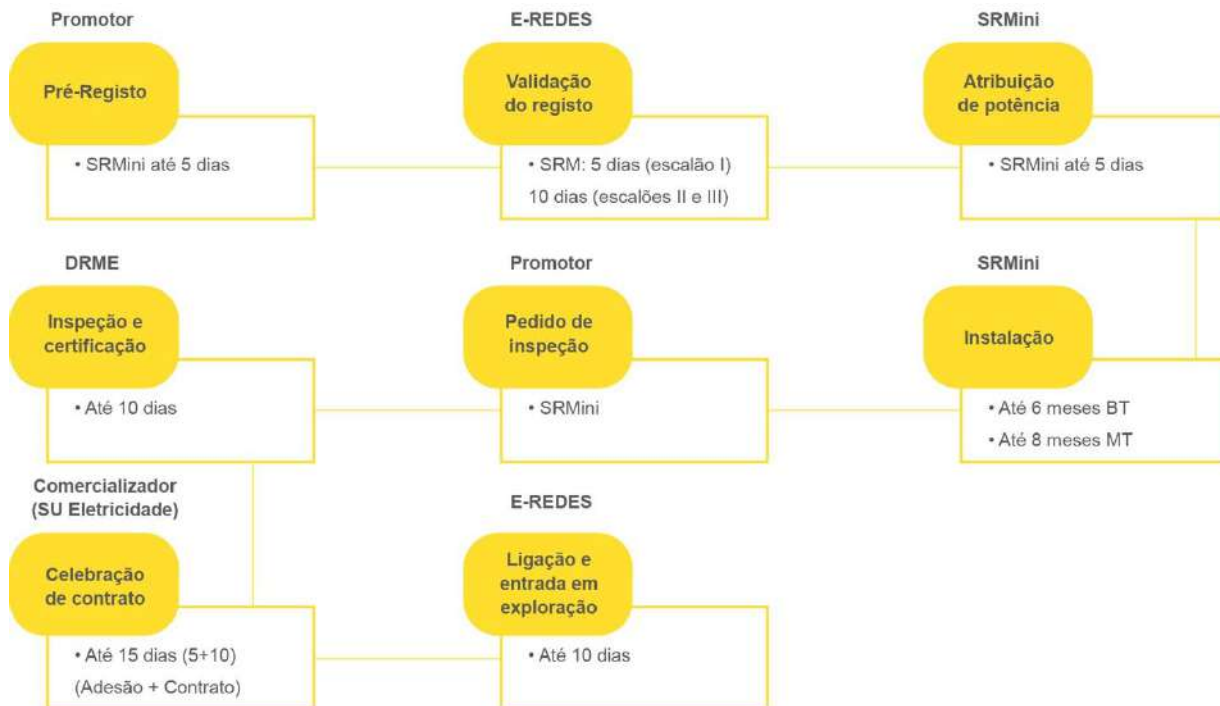 Promotor
Pré-Registo
• SRMini até 5 dias
E-REDES
Validação
do registo
• SRM: 5 dias (escalão I)
10 dias (escalões II e III)
SRMini
Atribuição
de potência
• SRMini até 5 dias
SRMini
Instalação
• Até 6 meses BT
• Até 8 meses MT
Promotor
Pedido de
inspeção
• SRMini
DRME
Inspeção e
certificação
• Até 10 dias
Comercializador
(SU Eletricidade)
Celebração
de contrato
• Até 15 dias (5+10)
(Adesão + Contrato)
E-REDES
Ligação e
entrada em
exploração
• Até 10 dias